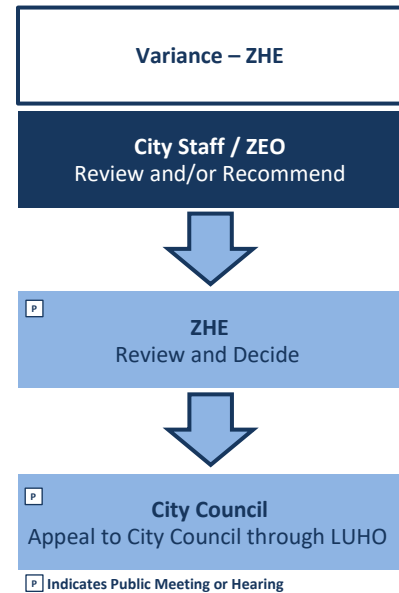 Variance – ZHE
City Staff / ZEO
Review and/or Recommend
P
ZHE
Review and Decide
P
City Council
Appeal to City Council through LUHO
P Indicates Public Meeting or Hearing